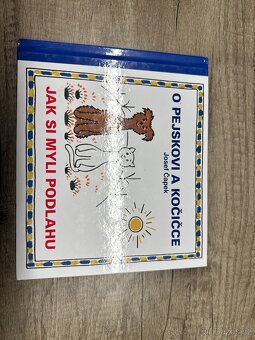 O PEJSKOVI A KOČIČCE
Josef Čapek
JAK SI MYLI PODLAHU